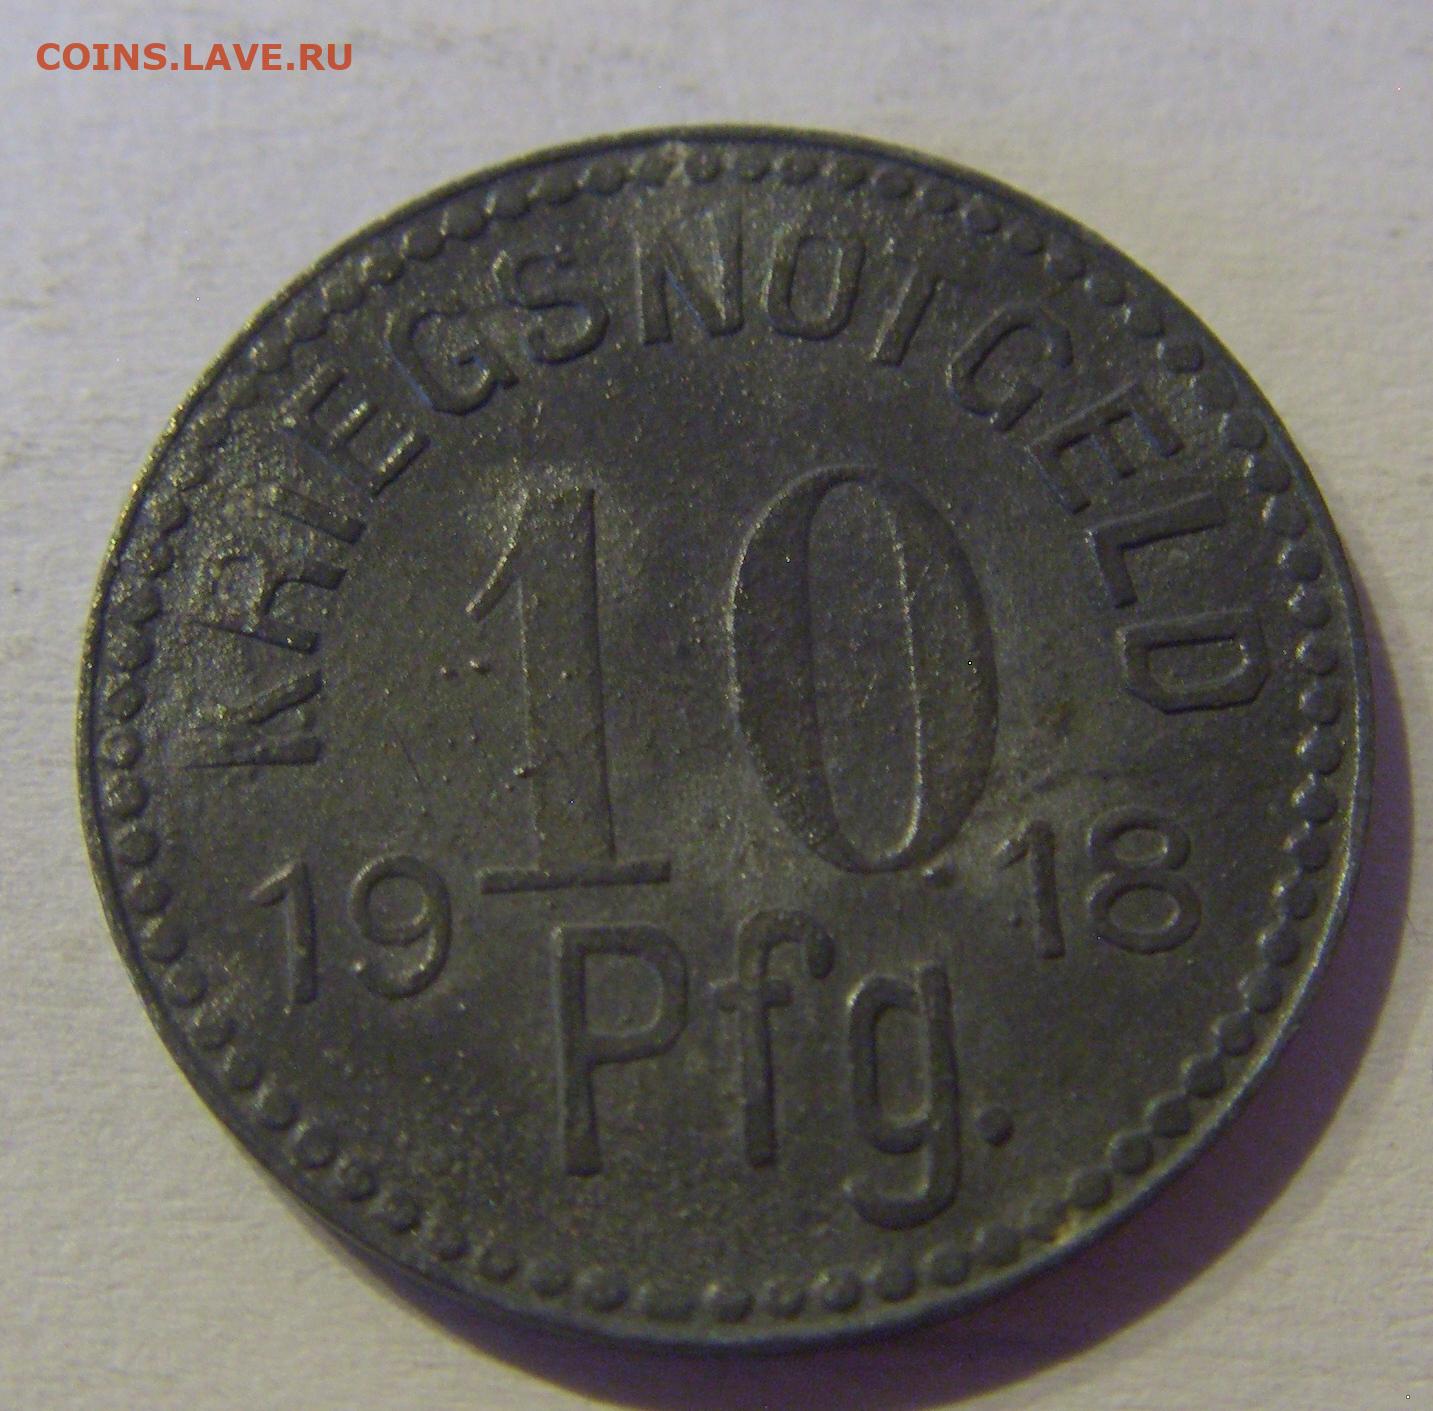 COINS.LAVE.RU
KRIEGSNOTGELD
10
19 18
Pfg.